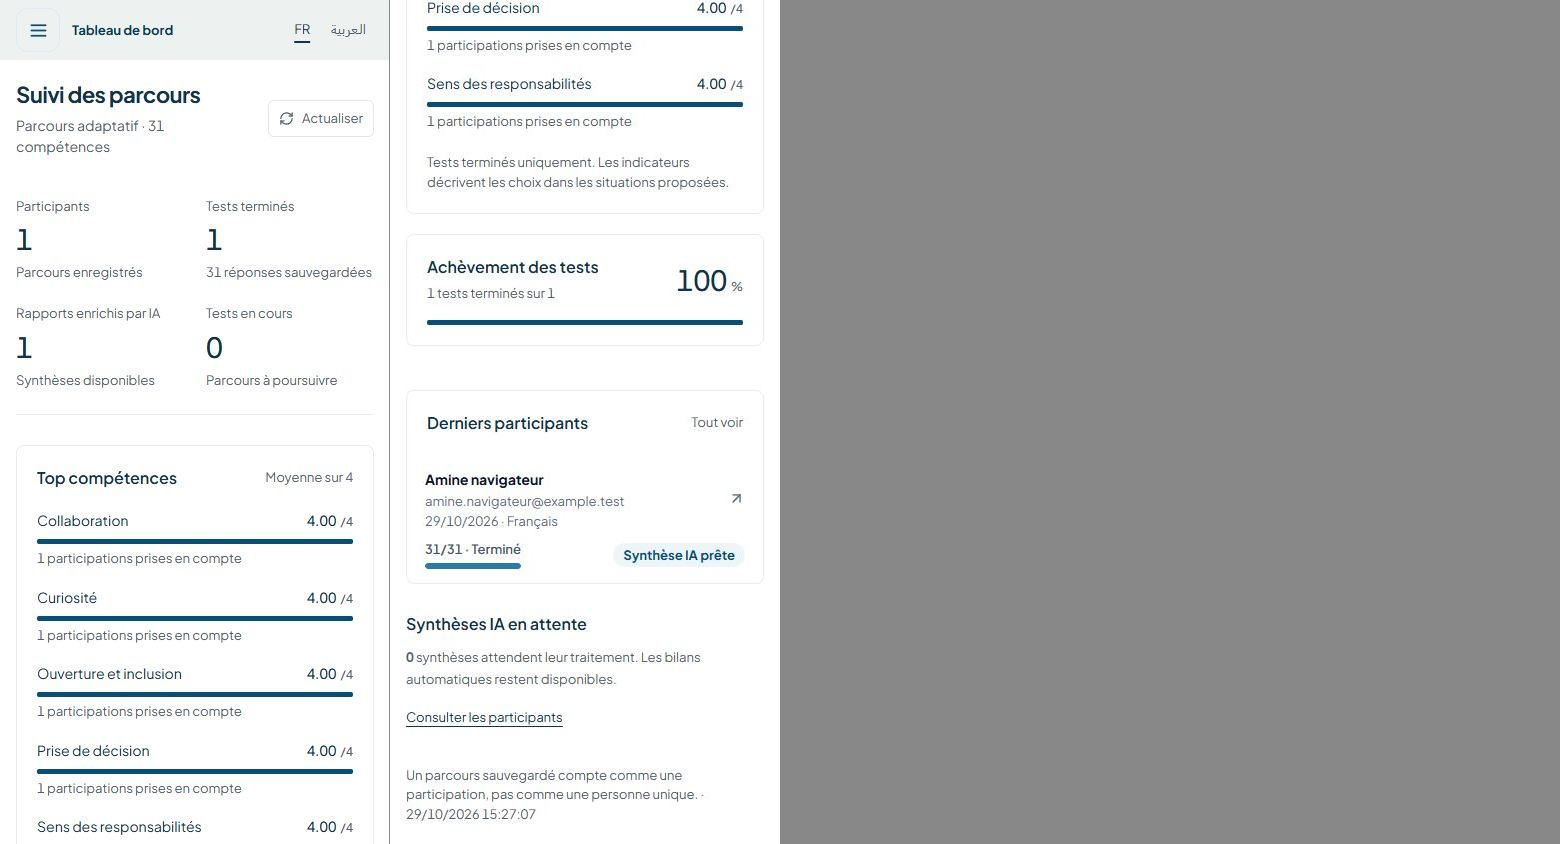 Tableau de bord
FR
العربية
Suivi des parcours
Parcours adaptatif · 31
compétences
Actualiser
Participants
1
Parcours enregistrés
Tests terminés
1
31 réponses sauvegardées
Rapports enrichis par IA
1
Synthèses disponibles
Tests en cours
0
Parcours à poursuivre
Top compétences
Moyenne sur 4
Collaboration
4.00 /4
1 participations prises en compte
Curiosité
4.00 /4
1 participations prises en compte
Ouverture et inclusion
4.00 /4
1 participations prises en compte
Prise de décision
4.00 /4
1 participations prises en compte
Sens des responsabilités
4.00 /4
Prise de décision
4.00 /4
1 participations prises en compte
Sens des responsabilités
4.00 /4
1 participations prises en compte
Tests terminés uniquement. Les indicateurs
décrivent les choix dans les situations proposées.
Achèvement des tests
1 tests terminés sur 1
100 %
Derniers participants
Tout voir
Amine navigateur
amine.navigateur@example.test
29/10/2026 · Français
31/31 · Terminé
Synthèse IA prête
Synthèses IA en attente
0 synthèses attendent leur traitement. Les bilans
automatiques restent disponibles.
Consulter les participants
Un parcours sauvegardé compte comme une
participation, pas comme une personne unique. ·
29/10/2026 15:27:07